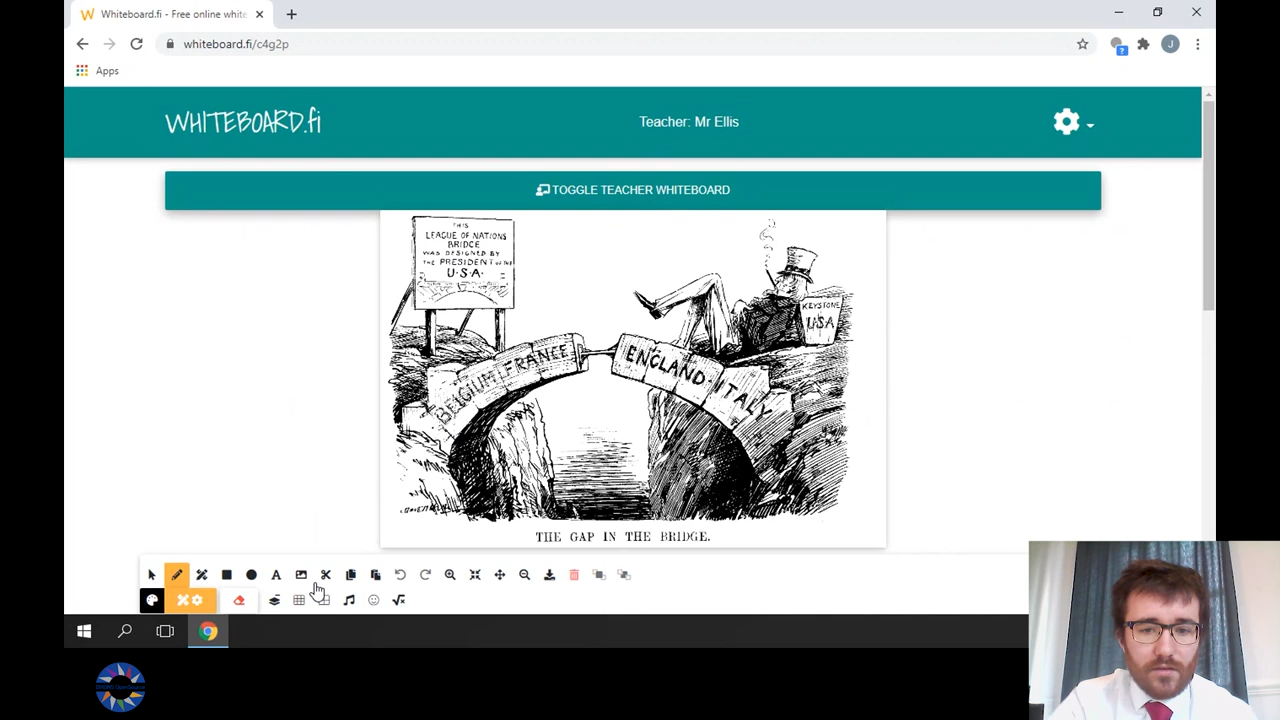 Whiteboard.fi - Free online white
whiteboard.fi/c4g2p
J
?
Apps
WHITEBOARD.fi
Teacher: Mr Ellis
TOGGLE TEACHER WHITEBOARD
THIS
LEAGUE OF NATIONS
BRIDGE
WAS DESIGNED BY
THE PRESIDENT OF THE
U·S·A·
KEYSTONE
USA
BELGIUM FRANCE
ENGLAND-ITALY
THE GAP IN THE BRIDGE.
A